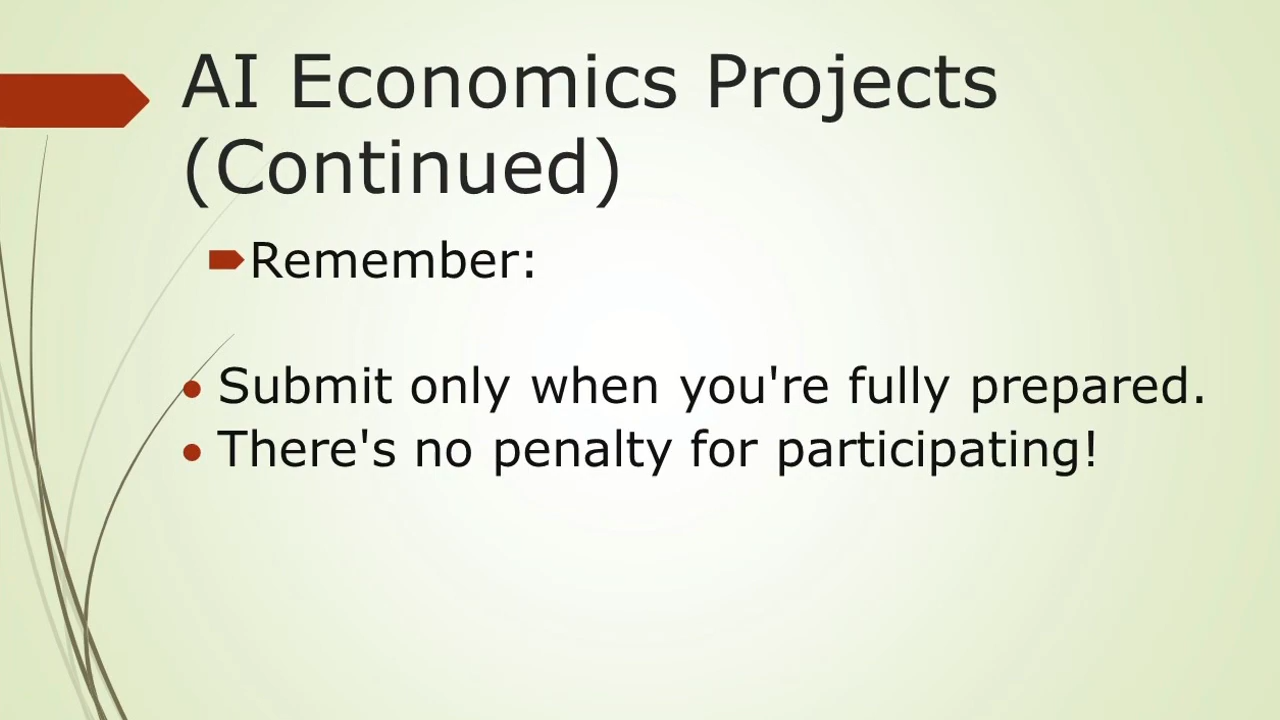 AI Economics Projects
(Continued)
Remember:
Submit only when you're fully prepared.
There's no penalty for participating!